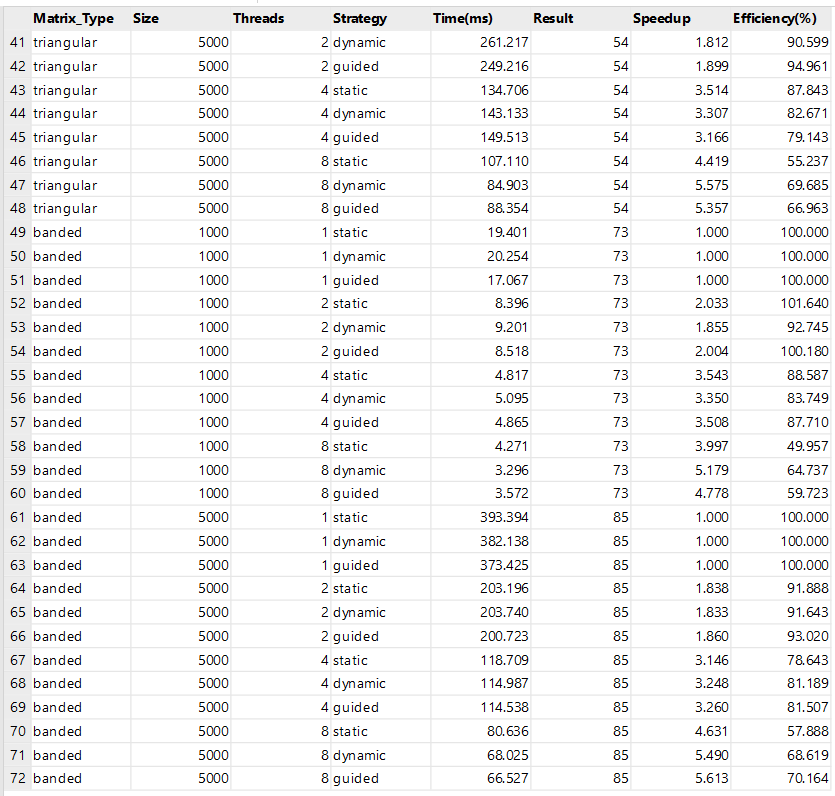 Matrix_Type Size Threads Strategy Time(ms) Result Speedup Efficiency(%)
41 triangular 5000 2 dynamic 261.217 54 1.812 90.599
42 triangular 5000 2 guided 249.216 54 1.899 94.961
43 triangular 5000 4 static 134.706 54 3.514 87.843
44 triangular 5000 4 dynamic 143.133 54 3.307 82.671
45 triangular 5000 4 guided 149.513 54 3.166 79.143
46 triangular 5000 8 static 107.110 54 4.419 55.237
47 triangular 5000 8 dynamic 84.903 54 5.575 69.685
48 triangular 5000 8 guided 88.354 54 5.357 66.963
49 banded 1000 1 static 19.401 73 1.000 100.000
50 banded 1000 1 dynamic 20.254 73 1.000 100.000
51 banded 1000 1 guided 17.067 73 1.000 100.000
52 banded 1000 2 static 8.396 73 2.033 101.640
53 banded 1000 2 dynamic 9.201 73 1.855 92.745
54 banded 1000 2 guided 8.518 73 2.004 100.180
55 banded 1000 4 static 4.817 73 3.543 88.587
56 banded 1000 4 dynamic 5.095 73 3.350 83.749
57 banded 1000 4 guided 4.865 73 3.508 87.710
58 banded 1000 8 static 4.271 73 3.997 49.957
59 banded 1000 8 dynamic 3.296 73 5.179 64.737
60 banded 1000 8 guided 3.572 73 4.778 59.723
61 banded 5000 1 static 393.394 85 1.000 100.000
62 banded 5000 1 dynamic 382.138 85 1.000 100.000
63 banded 5000 1 guided 373.425 85 1.000 100.000
64 banded 5000 2 static 203.196 85 1.838 91.888
65 banded 5000 2 dynamic 203.740 85 1.833 91.643
66 banded 5000 2 guided 200.723 85 1.860 93.020
67 banded 5000 4 static 118.709 85 3.146 78.643
68 banded 5000 4 dynamic 114.987 85 3.248 81.189
69 banded 5000 4 guided 114.538 85 3.260 81.507
70 banded 5000 8 static 80.636 85 4.631 57.888
71 banded 5000 8 dynamic 68.025 85 5.490 68.619
72 banded 5000 8 guided 66.527 85 5.613 70.164